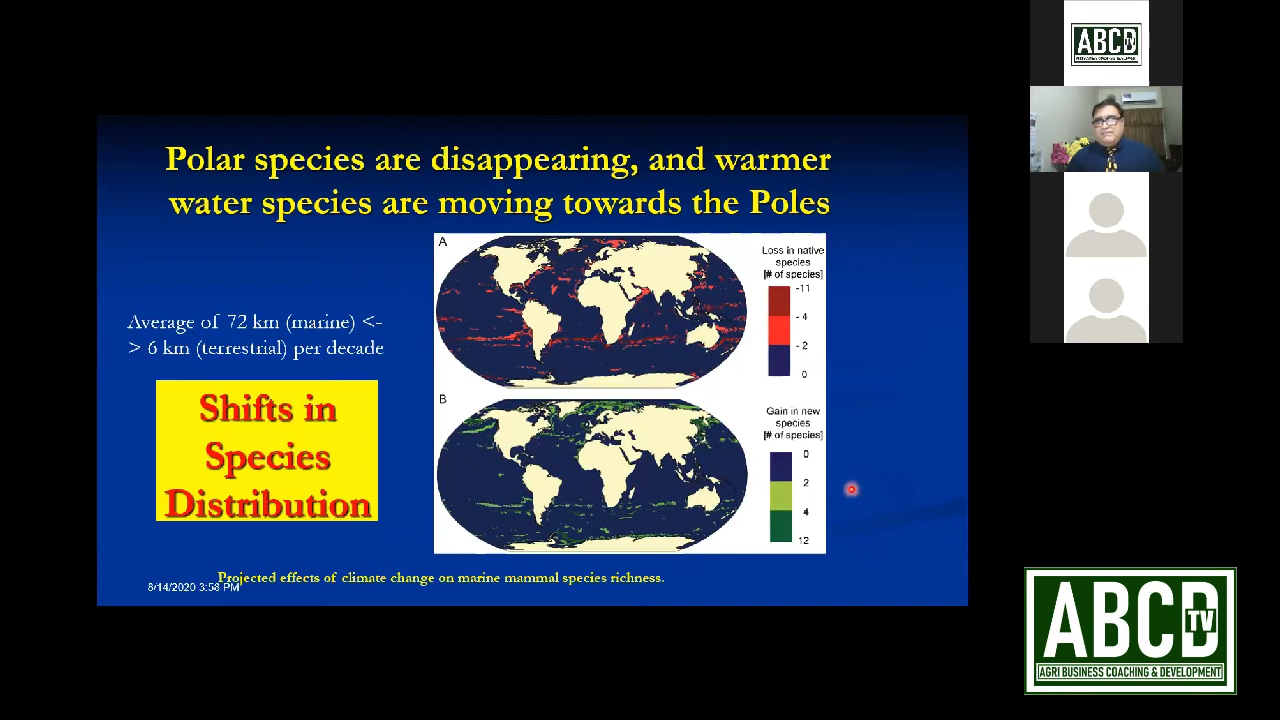 Polar species are disappearing, and warmer
water species are moving towards the Poles
Average of 72 km (marine) <-
> 6 km (terrestrial) per decade
Shifts in
Species
Distribution
A
Loss in native
species
[# of species]
-11
- 4
- 2
0
B
Gain in new
species
[# of species]
0
2
4
12
Projected effects of climate change on marine mammal species richness.
8/14/2020 3:58 PM
ABCD
TV
ABCD
TV
AGRI BUSINESS COACHING & DEVELOPMENT